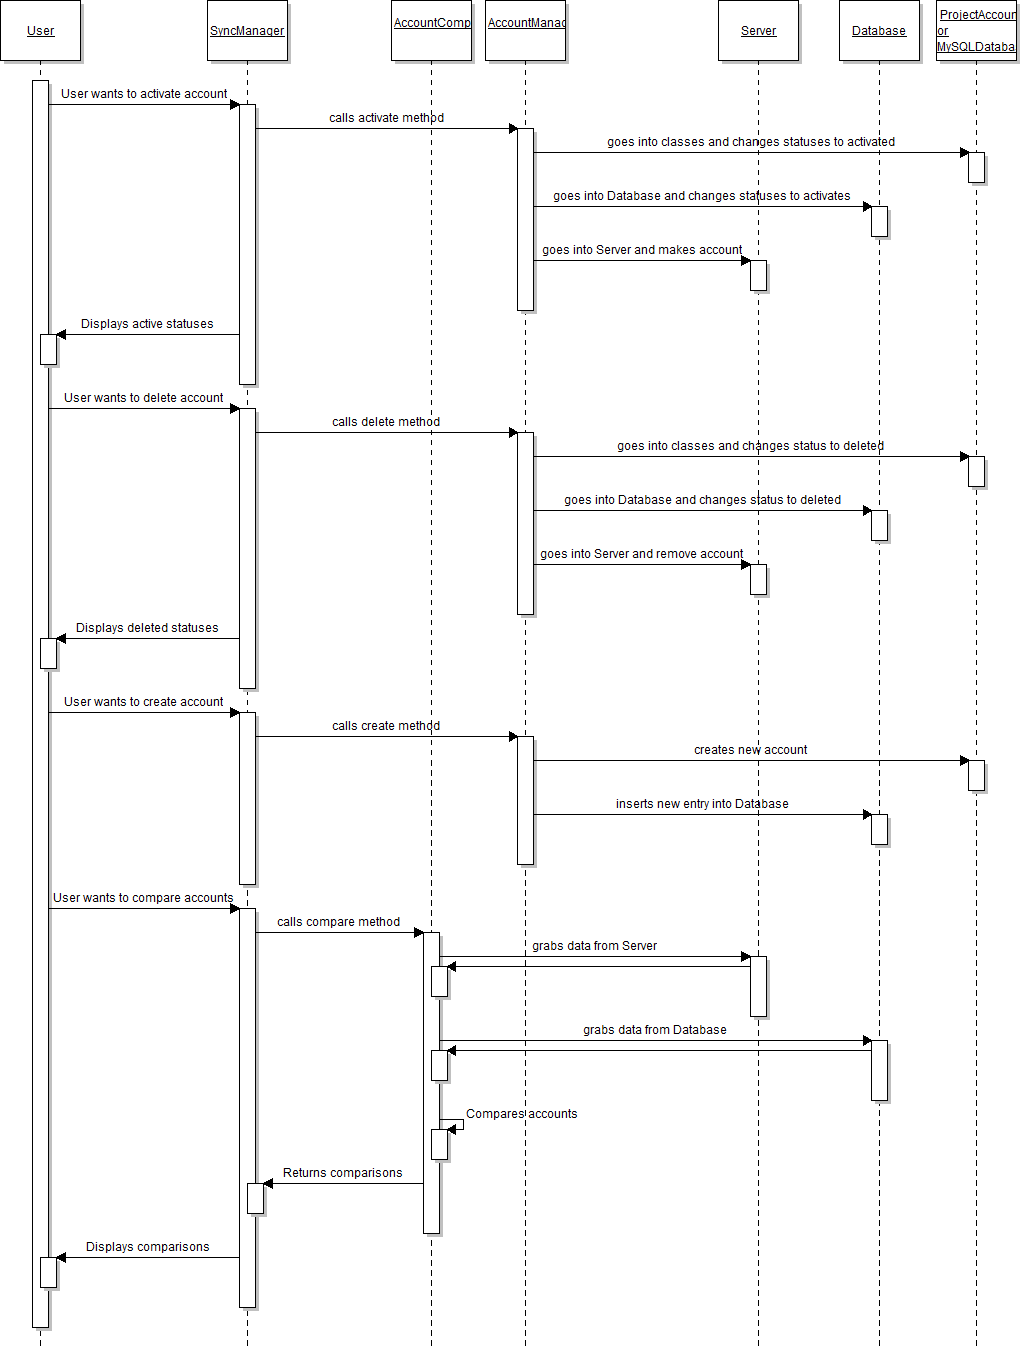 User
SyncManager
AccountComp
AccountManag
Server
Database
ProjectAccoun
or
MySQLDataba
User wants to activate account
calls activate method
goes into classes and changes statuses to activated
goes into Database and changes statuses to activates
goes into Server and makes account
Displays active statuses
User wants to delete account
calls delete method
goes into classes and changes status to deleted
goes into Database and changes status to deleted
goes into Server and remove account
Displays deleted statuses
User wants to create account
calls create method
creates new account
inserts new entry into Database
User wants to compare accounts
calls compare method
grabs data from Server
grabs data from Database
Compares accounts
Returns comparisons
Displays comparisons